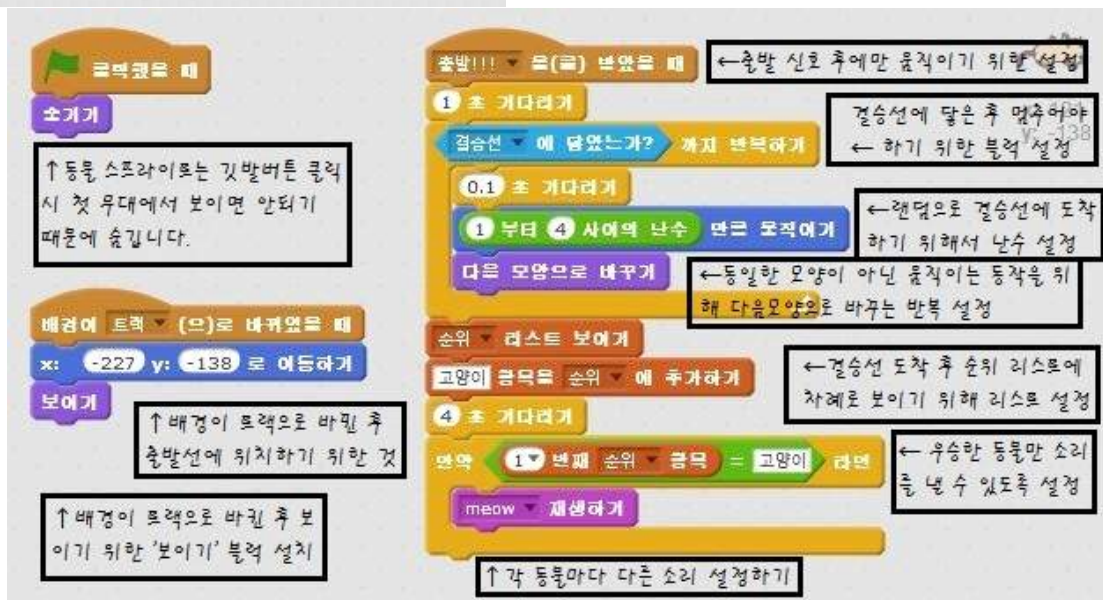 클릭했을 때
숨기기
↑동물 스프라이트는 깃발버튼 클릭
시 첫 무대에서 보이면 안되기
때문에 숨깁니다.
배경이 트랙 (으)로 바뀌었을 때
x: -227 y: -138 로 이동하기
보이기
↑배경이 트랙으로 바뀐 후
출발선에 위치하기 위한 것
↑배경이 트랙으로 바뀐 후 보
이기 위한 '보이기' 블럭 설치
출발!!! 을(를) 받았을 때
←출발 신호 후에만 움직이기 위한 설정
1 초 기다리기
결승선에 닿은 후 멈추어야
← 하기 위한 블럭 설정
y: -138
결승선 에 닿았는가? 까지 반복하기
0.1 초 기다리기
1 부터 4 사이의 난수 만큼 움직이기
←랜덤으로 결승선에 도착
하기 위해서 난수 설정
다음 모양으로 바꾸기
←동일한 모양이 아닌 움직이는 동작을 위
해 다음모양으로 바꾸는 반복 설정
순위 리스트 보이기
고양이 항목을 순위 에 추가하기
←결승선 도착 후 순위 리스트에
차례로 보이기 위해 리스트 설정
4 초 기다리기
만약 1 번째 순위 항목 = 고양이 라면
← 우승한 동물만 소리
를 낼 수 있도록 설정
meow 재생하기
↑각 동물마다 다른 소리 설정하기